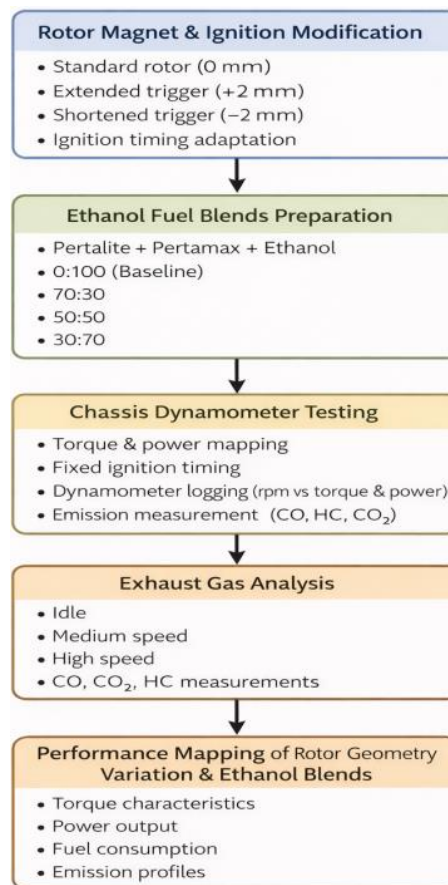 Rotor Magnet & Ignition Modification
• Standard rotor (0 mm)
• Extended trigger (+2 mm)
• Shortened trigger (−2 mm)
• Ignition timing adaptation
Ethanol Fuel Blends Preparation
• Pertalite + Pertamax + Ethanol
• 0:100 (Baseline)
• 70:30
• 50:50
• 30:70
Chassis Dynamometer Testing
• Torque & power mapping
• Fixed ignition timing
• Dynamometer logging (rpm vs torque & power)
• Emission measurement (CO, HC, CO₂)
Exhaust Gas Analysis
• Idle
• Medium speed
• High speed
• CO, CO₂, HC measurements
Performance Mapping of Rotor Geometry
Variation & Ethanol Blends
• Torque characteristics
• Power output
• Fuel consumption
• Emission profiles